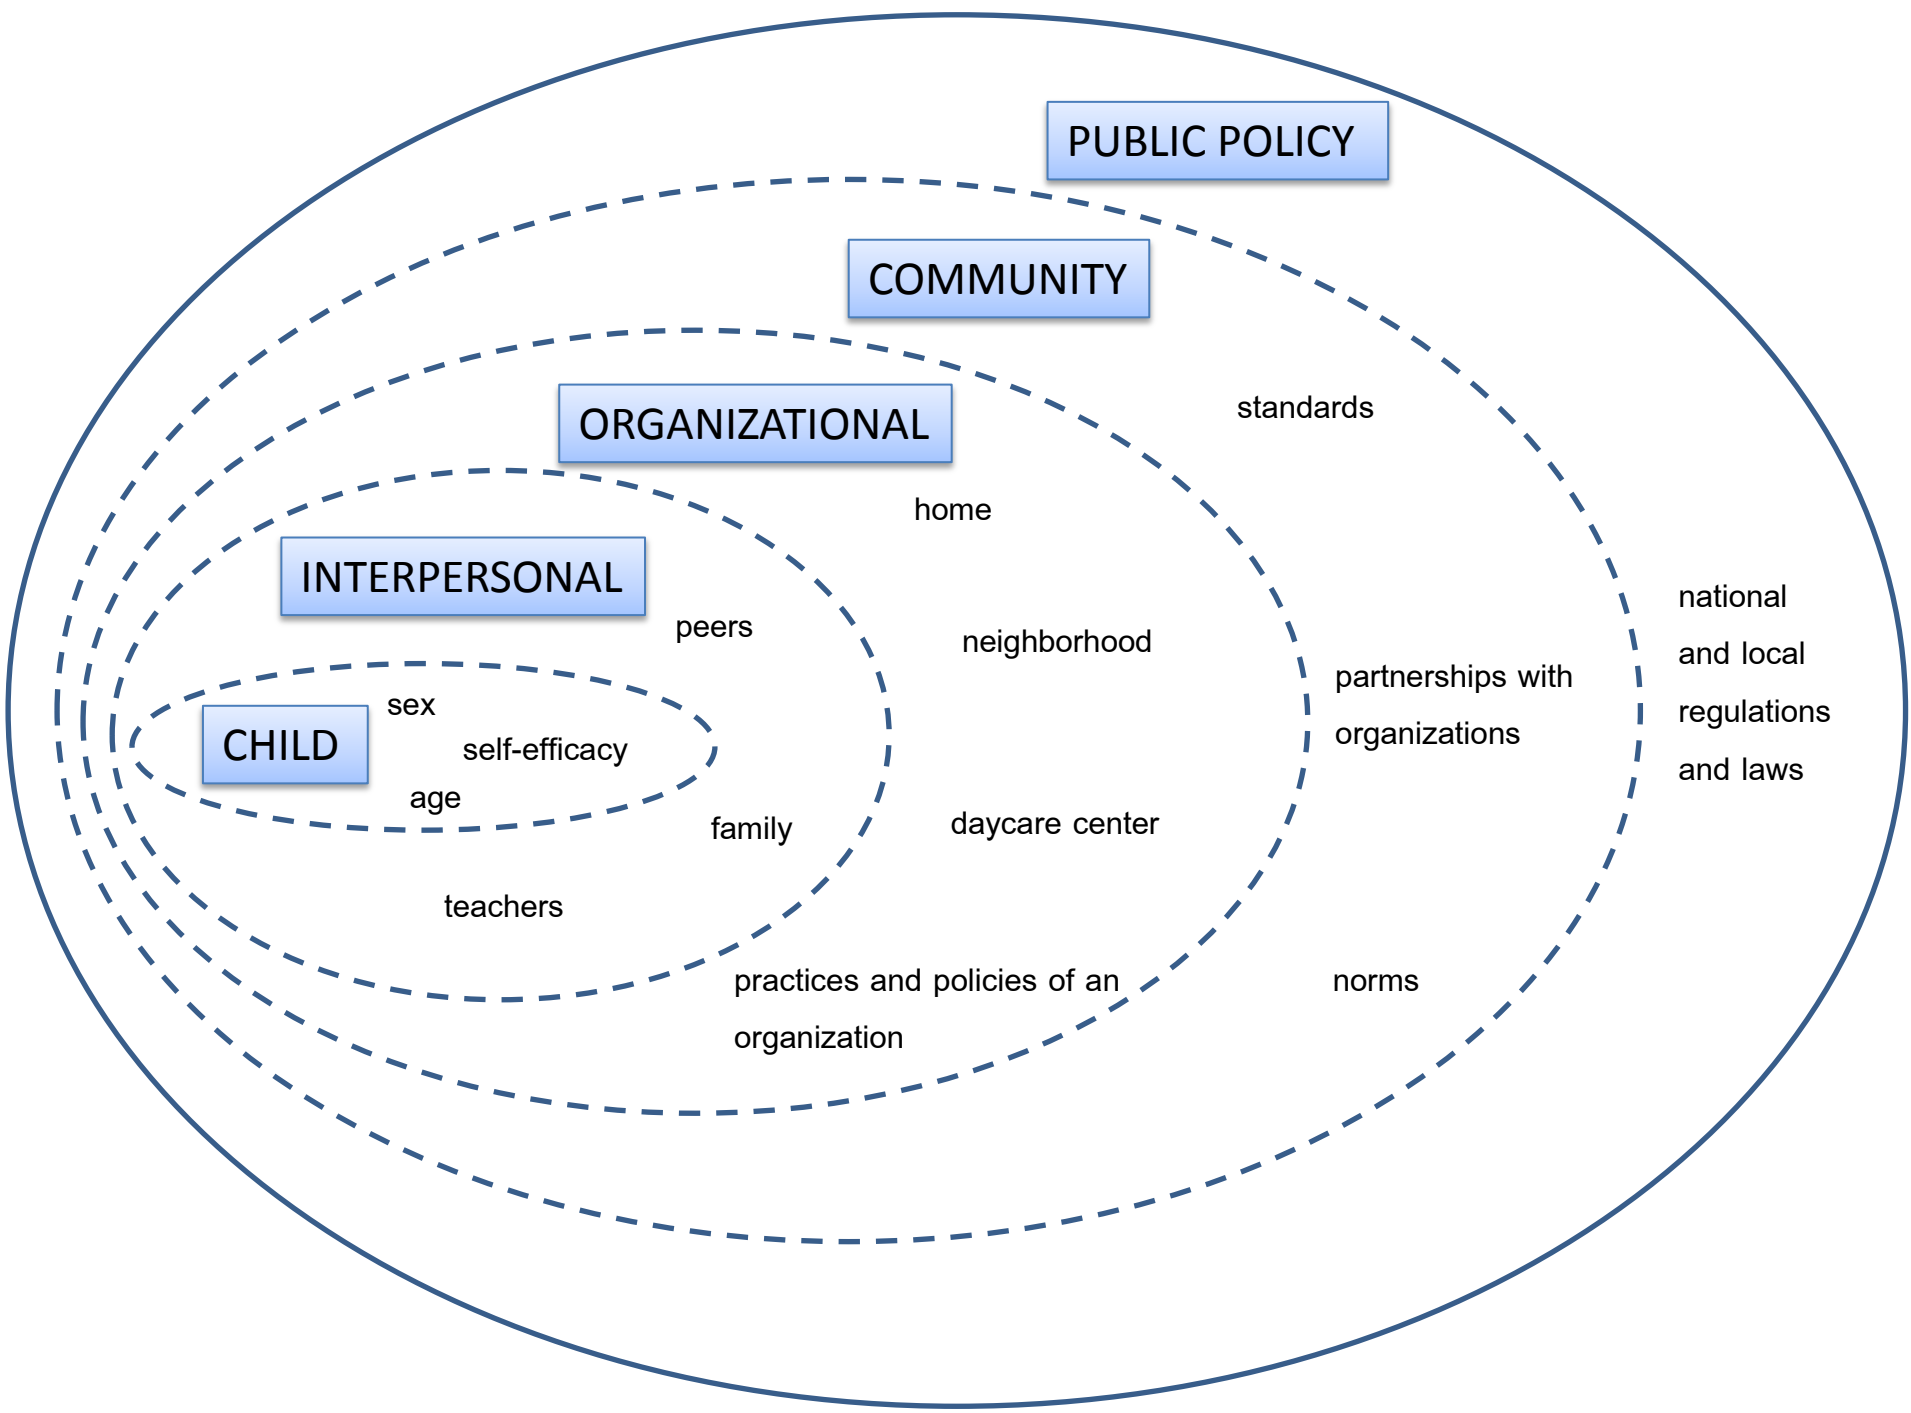 PUBLIC POLICY
COMMUNITY
standards
ORGANIZATIONAL
home
INTERPERSONAL
peers
neighborhood
national
and local
regulations
and laws
partnerships with
organizations
sex
CHILD
self-efficacy
age
family
daycare center
teachers
practices and policies of an
organization
norms